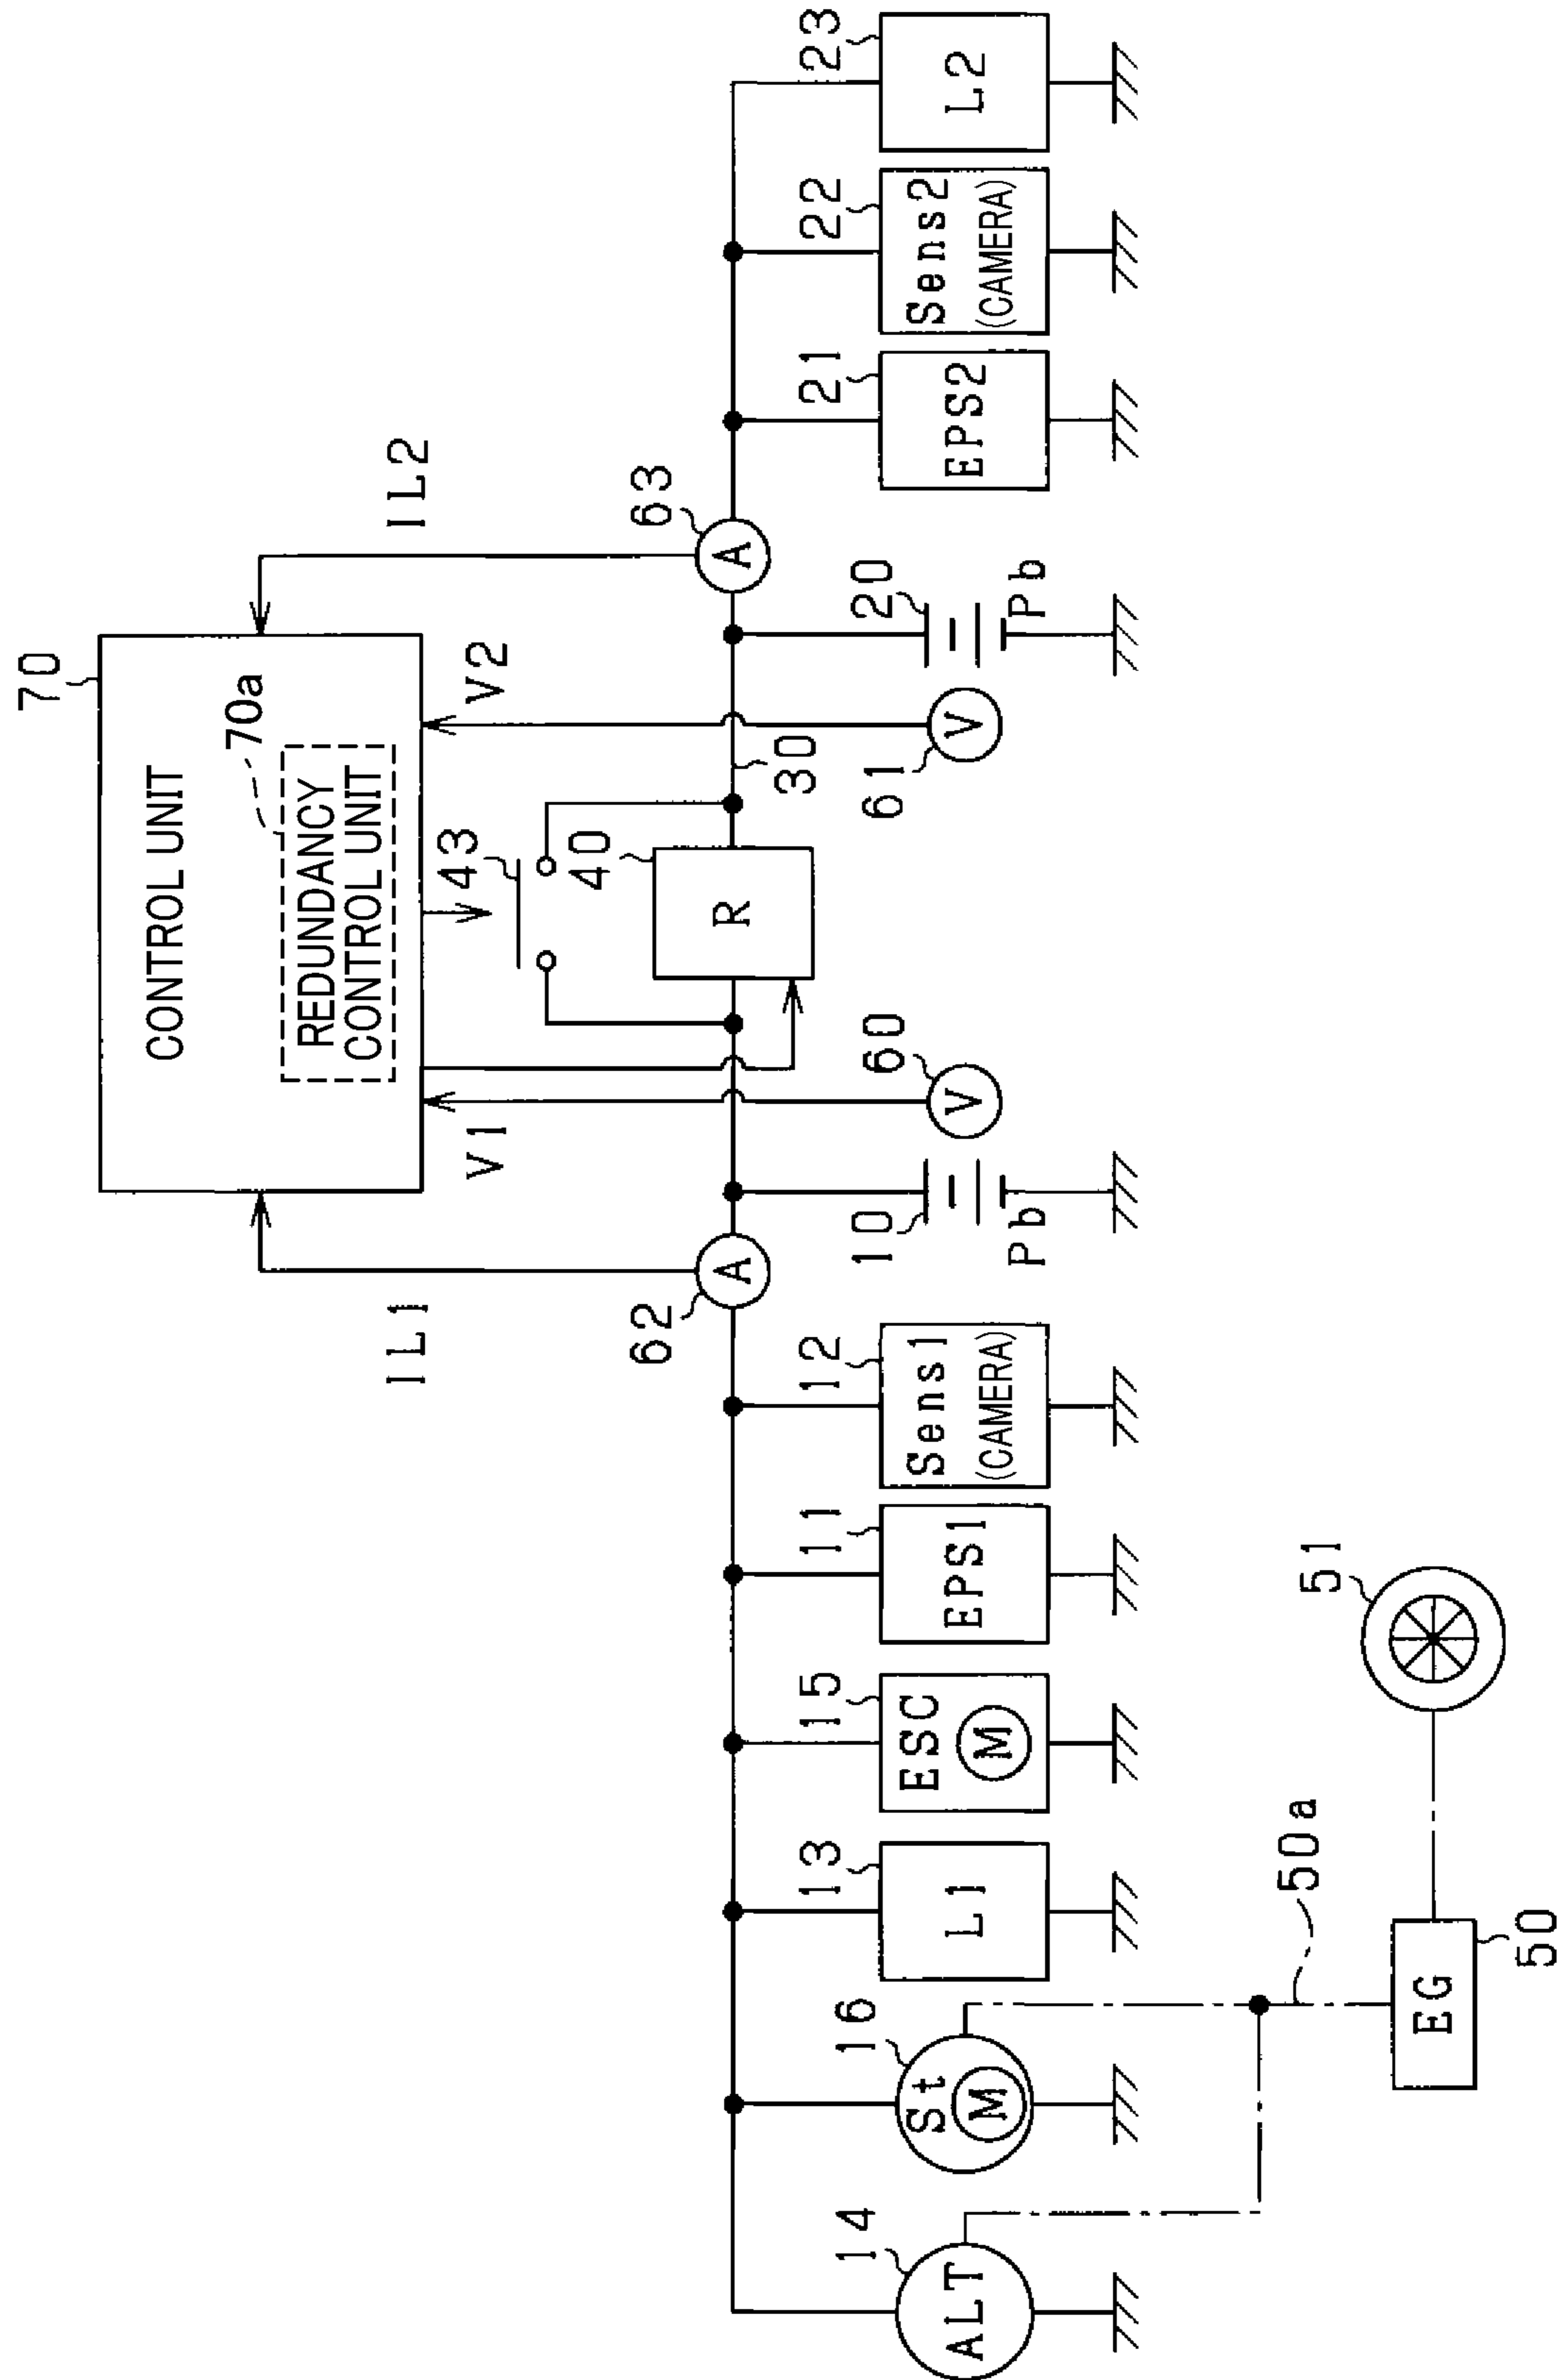 70
CONTROL UNIT
70a
REDUNDANCY
CONTROL UNIT
IL1
IL2
V1
V2
43
40
R
30
62
A
63
A
60
V
61
V
10
Pb
20
Pb
14
ALT
16
St
M
13
L1
15
ESC
M
11
EPS1
12
Sens1
(CAMERA)
21
EPS2
22
Sens2
(CAMERA)
23
L2
50a
EG
50
51